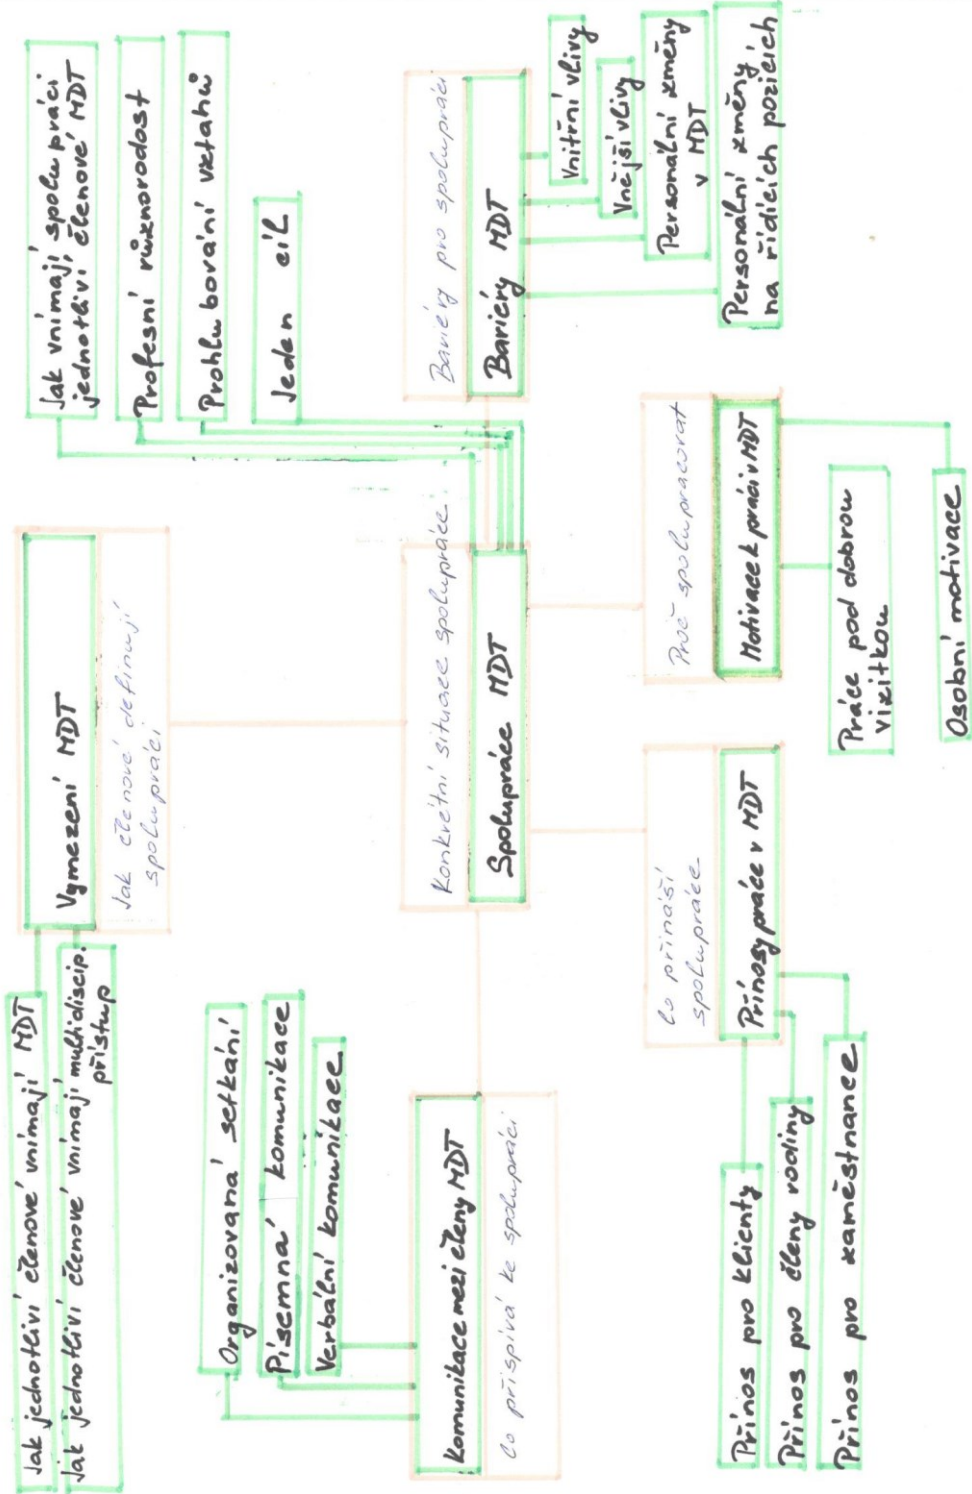 Jak jednotliví členové vnímají MDT
Jak jednotliví členové vnímají multidiscip.
přístup
Vymezení MDT
Jak členové definují
spolupráci
Jak vnímají spolupráci
jednotliví členové MDT
Profesní různorodost
Prohlubování vztahů
Jeden cíl
Organizovaná setkání
Písemná komunikace
Verbální komunikace
Komunikace mezi členy MDT
Co přispívá ke spolupráci
Konkrétní situace spolupráce
Spolupráce MDT
Bariéry pro spolupráci
Bariéry MDT
Vnitřní vlivy
Vnější vlivy
Personální změny
v MDT
Personální změny
na řídících pozicích
Co přináší
spolupráce
Přínosy práce v MDT
Přínos pro klienty
Přínos pro členy rodiny
Přínos pro zaměstnance
Proč spolupracovat
Motivace k práci v MDT
Práce pod dobrou
vizitkou
Osobní motivace